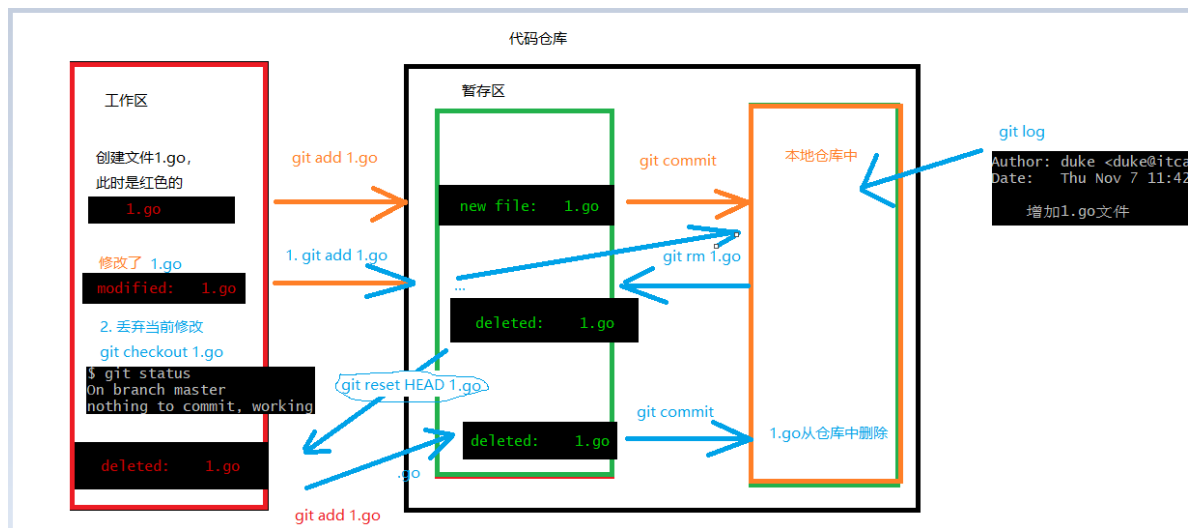 代码仓库
工作区
暂存区
创建文件1.go，
此时是红色的
1.go
git add 1.go
new file: 1.go
git commit
本地仓库中
git log
Author: duke <duke@itca
Date: Thu Nov 7 11:42
增加1.go文件
修改了 1.go
modified: 1.go
1. git add 1.go
...
git rm 1.go
deleted: 1.go
2. 丢弃当前修改
git checkout 1.go
$ git status
On branch master
nothing to commit, working
git reset HEAD 1.go
deleted: 1.go
deleted: 1.go
git commit
1.go从仓库中删除
.go
git add 1.go